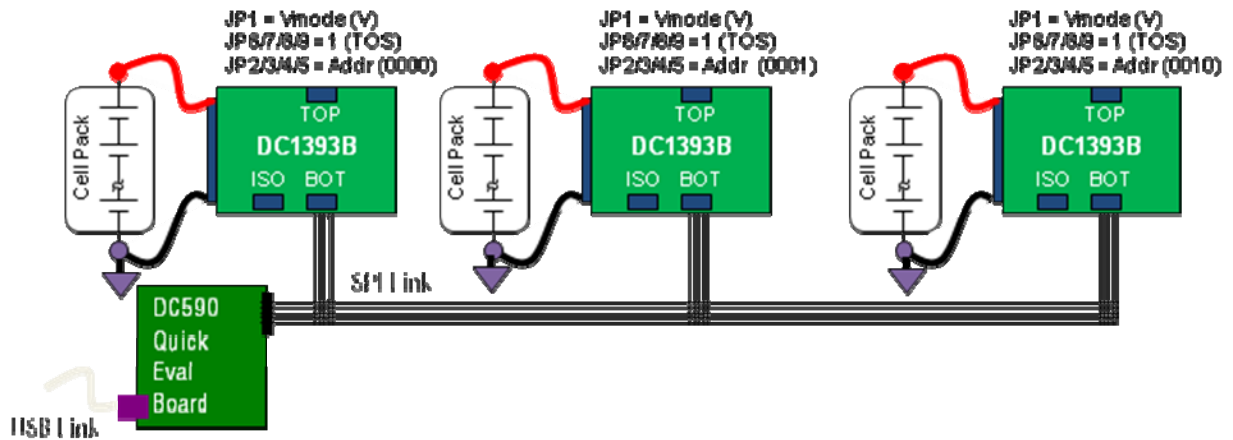 JP1 = Vmode (V)
JP6/7/8/9 = 1 (TOS)
JP2/3/4/5 = Addr (0000)
JP1 = Vmode (V)
JP6/7/8/9 = 1 (TOS)
JP2/3/4/5 = Addr (0001)
JP1 = Vmode (V)
JP6/7/8/9 = 1 (TOS)
JP2/3/4/5 = Addr (0010)
Cell Pack
TOP
DC1393B
ISO BOT
Cell Pack
TOP
DC1393B
ISO BOT
Cell Pack
TOP
DC1393B
ISO BOT
SPI Link
DC590
Quick
Eval
Board
USB Link